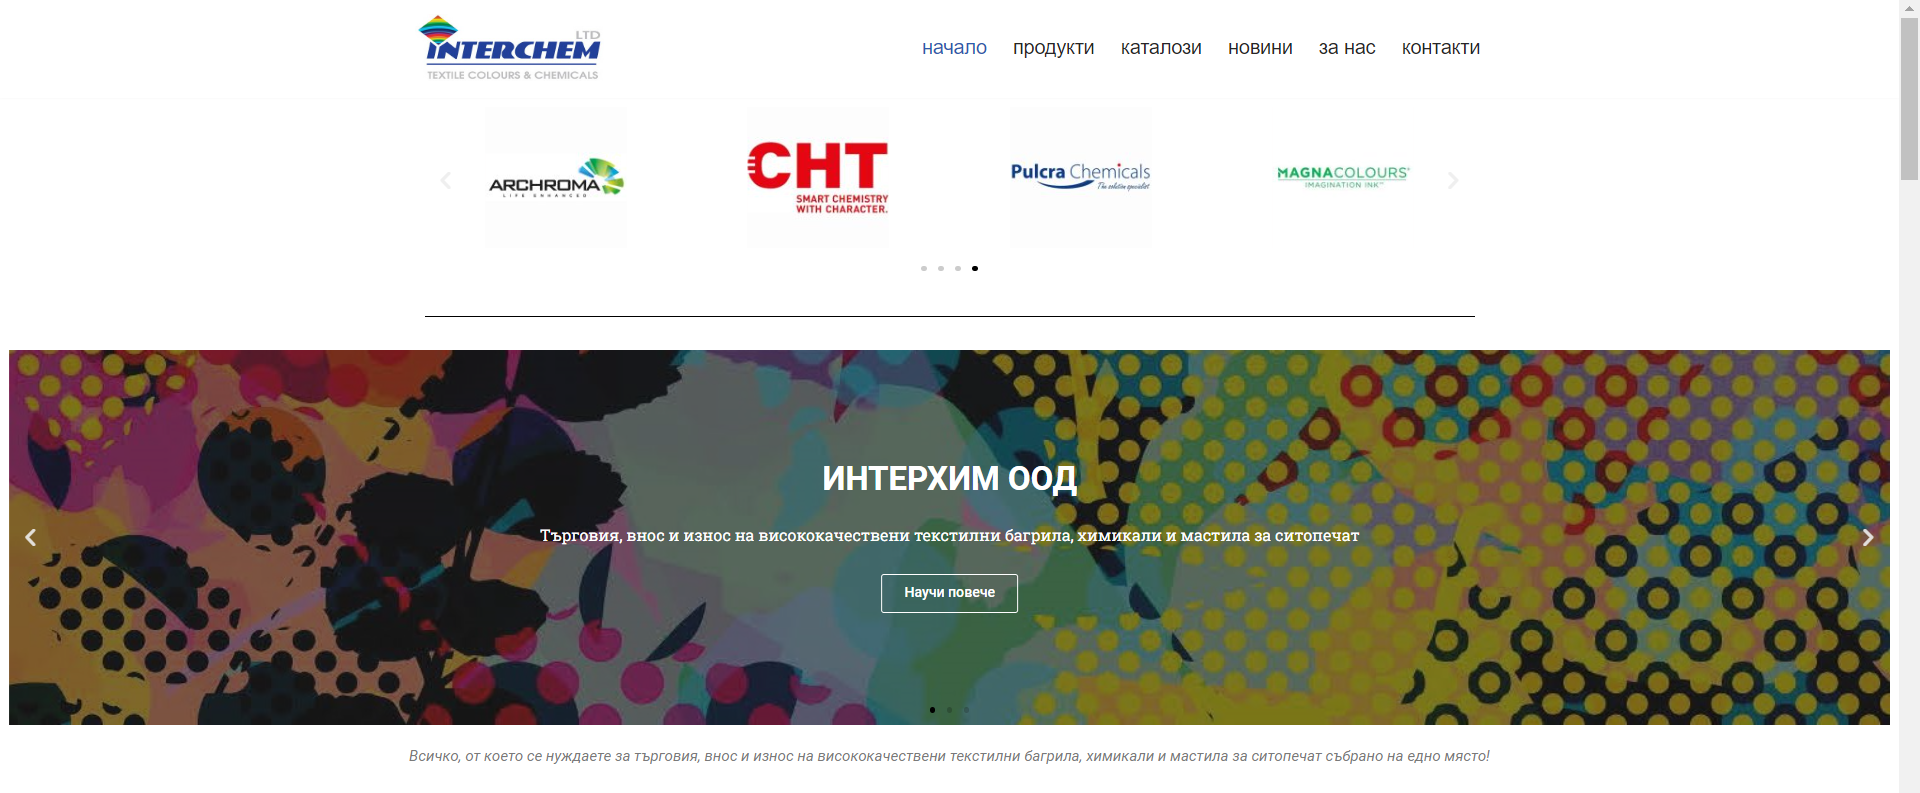 LTD
INTERCHEM
TEXTILE COLOURS & CHEMICALS
начало продукти каталози новини за нас контакти
ARCHROMA
LIFE ENHANCED
CHT
SMART CHEMISTRY
WITH CHARACTER.
Pulcra Chemicals
The solution specialist
MAGNACOLOURS®
IMAGINATION INK™
ИНТЕРХИМ ООД
Търговия, внос и износ на висококачествени текстилни багрила, химикали и мастила за ситопечат
Научи повече
Всичко, от което се нуждаете за търговия, внос и износ на висококачествени текстилни багрила, химикали и мастила за ситопечат събрано на едно място!